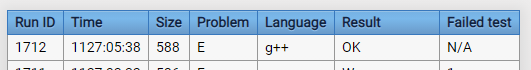 Run ID Time Size Problem Language Result Failed test
1712 1127:05:38 588 E g++ OK N/A